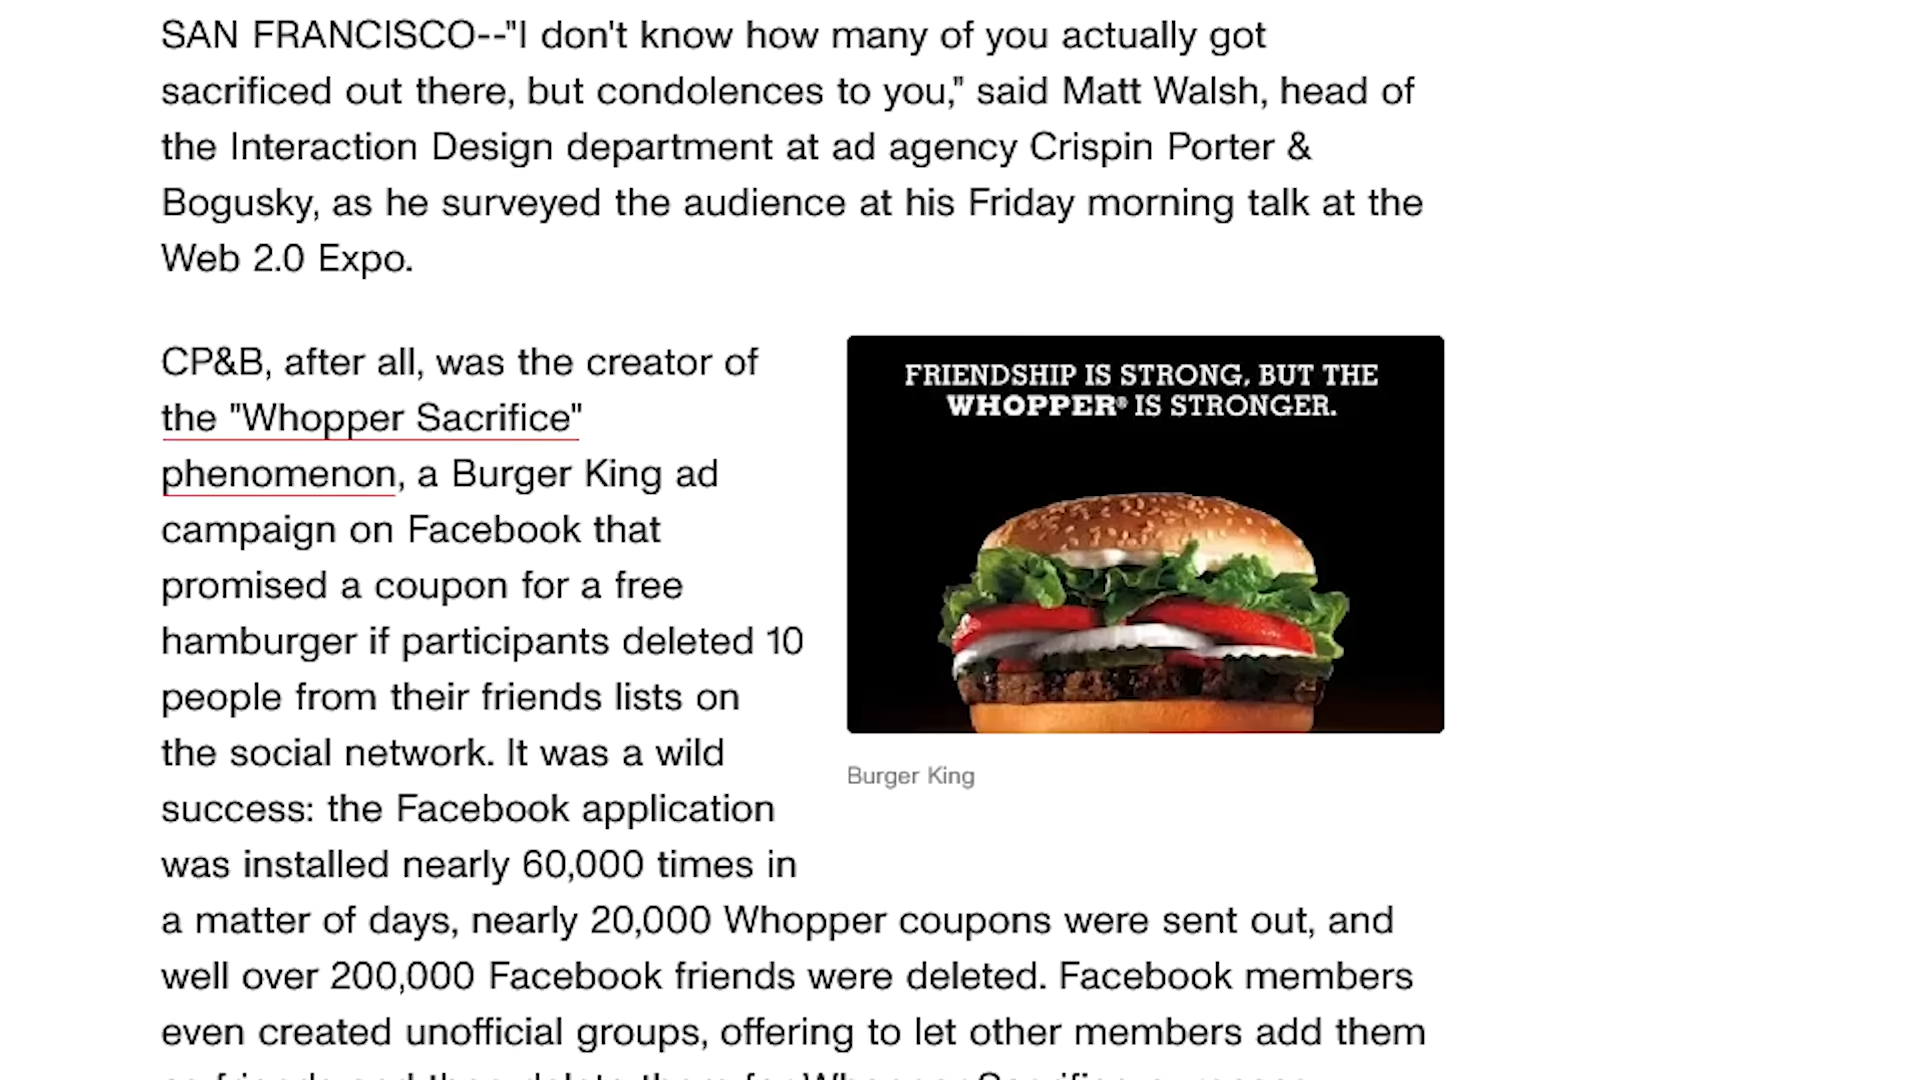 SAN FRANCISCO--"I don't know how many of you actually got
sacrificed out there, but condolences to you," said Matt Walsh, head of
the Interaction Design department at ad agency Crispin Porter &
Bogusky, as he surveyed the audience at his Friday morning talk at the
Web 2.0 Expo.
CP&B, after all, was the creator of
the "Whopper Sacrifice"
phenomenon, a Burger King ad
campaign on Facebook that
promised a coupon for a free
hamburger if participants deleted 10
people from their friends lists on
the social network. It was a wild
success: the Facebook application
was installed nearly 60,000 times in
a matter of days, nearly 20,000 Whopper coupons were sent out, and
well over 200,000 Facebook friends were deleted. Facebook members
even created unofficial groups, offering to let other members add them
FRIENDSHIP IS STRONG, BUT THE
WHOPPER® IS STRONGER.
Burger King